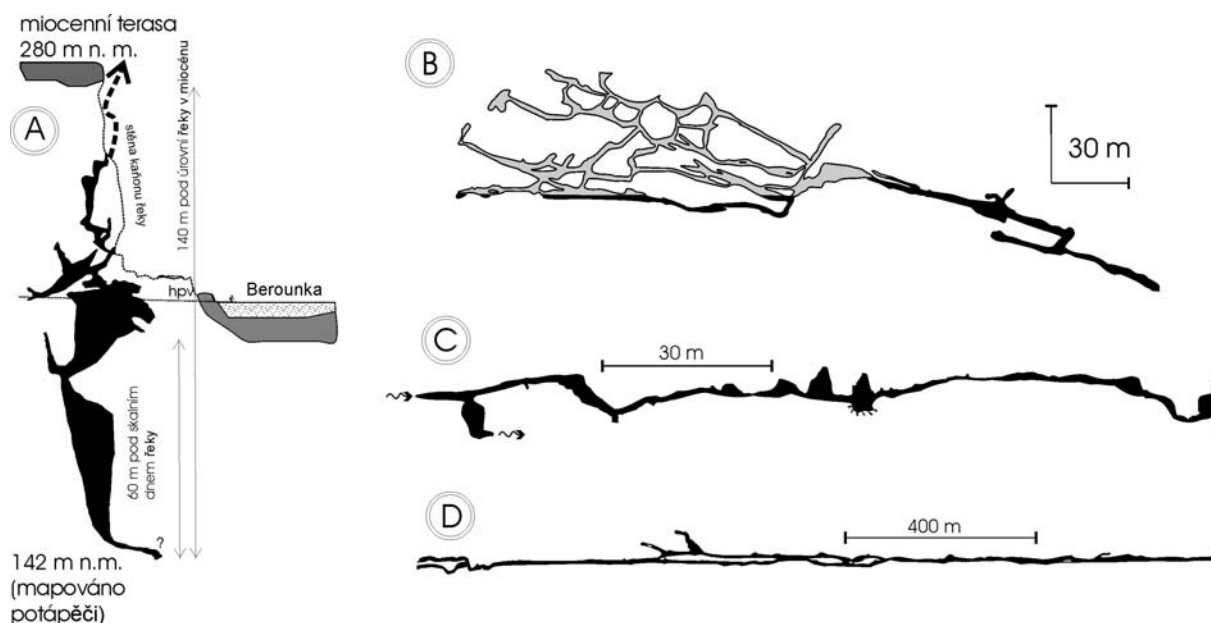 miocenní terasa
280 m n. m.
A
stěna kaňonu řeky
140 m pod úrovní řeky v miocénu
hpv
Berounka
60 m pod skalním
dnem řeky
?
142 m n.m.
(mapováno
potápěči)
B
30 m
C
30 m
D
400 m